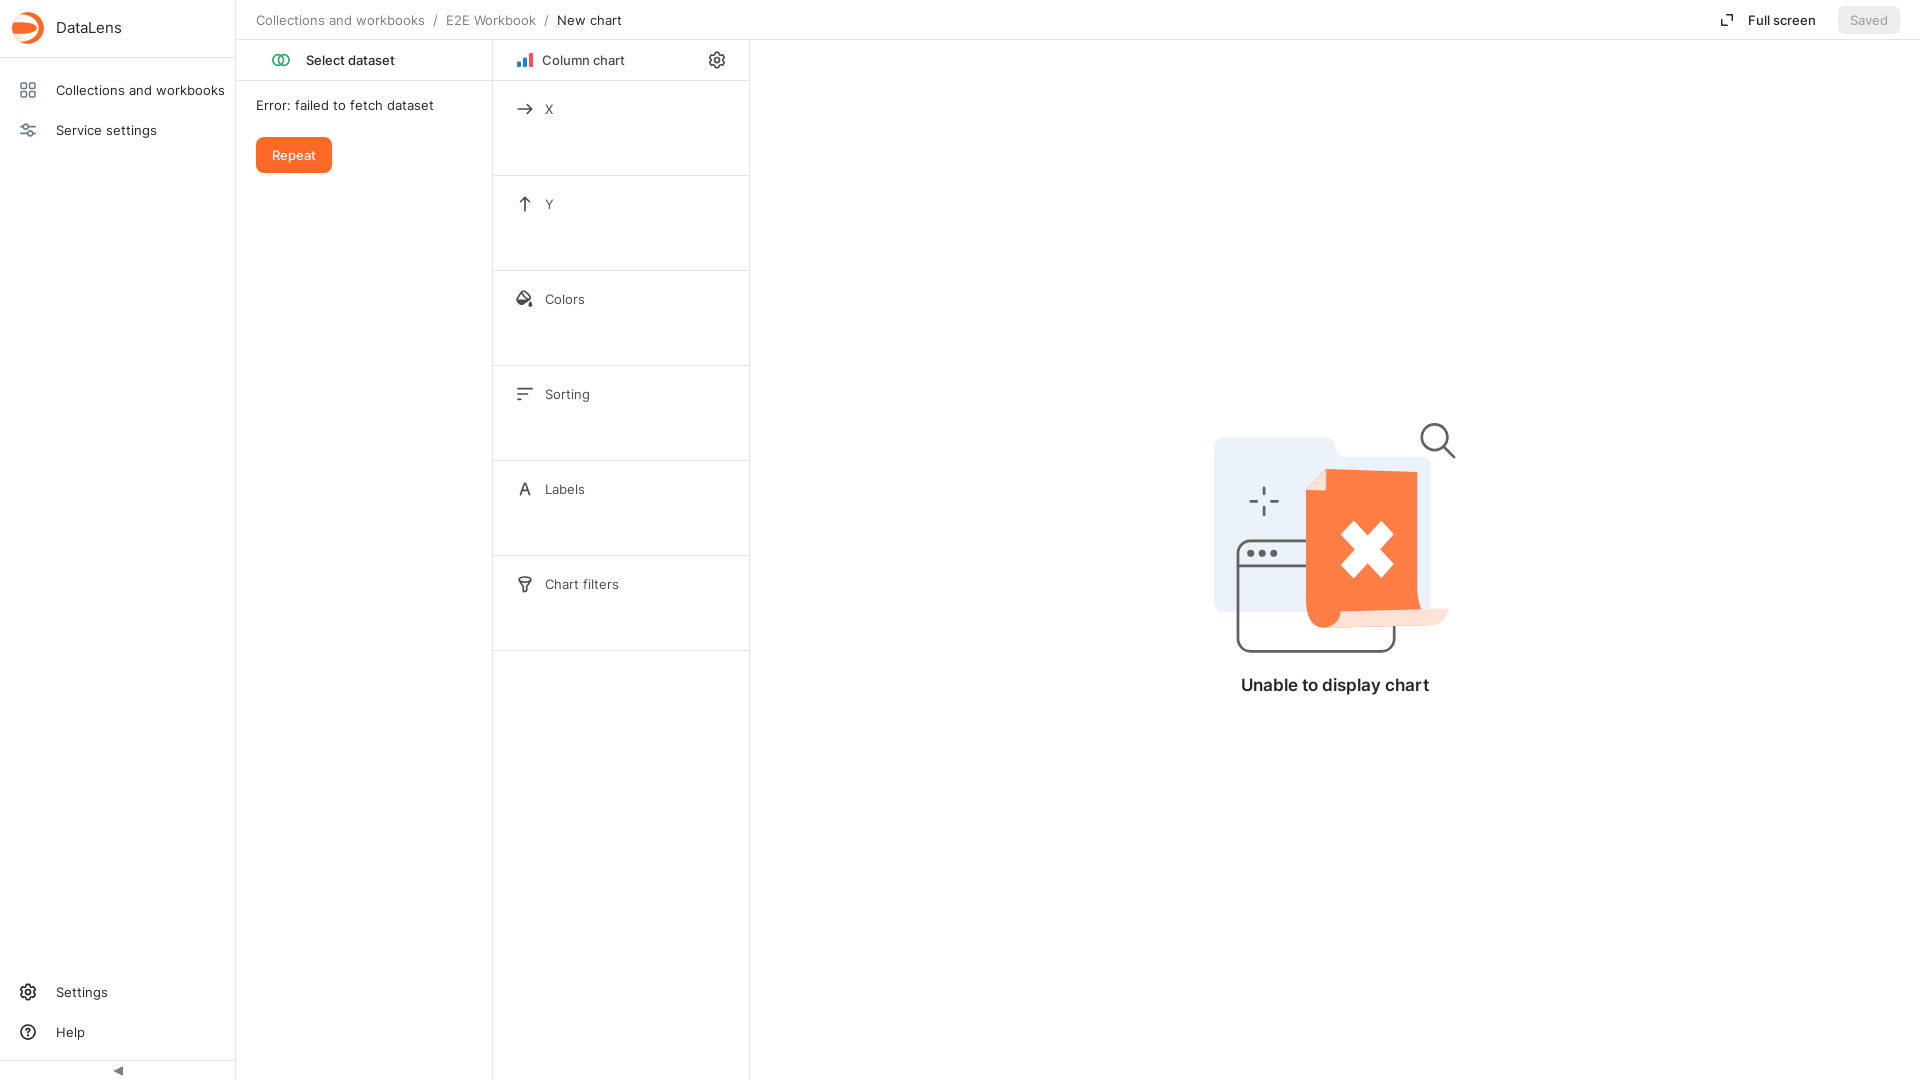 DataLens
Collections and workbooks / E2E Workbook / New chart
Full screen
Saved
Collections and workbooks
Service settings
Select dataset
Column chart
Error: failed to fetch dataset
Repeat
X
Y
Colors
Sorting
Labels
Chart filters
Unable to display chart
Settings
Help